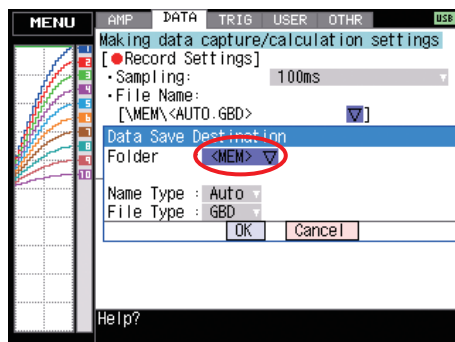 MENU AMP DATA TRIG USER OTHR USB
Making data capture/calculation settings
[●Record Settings]
・Sampling: 100ms
・File Name:
[\MEM\<AUTO.GBD> ]
Data Save Destination
Folder <MEM>
Name Type : Auto
File Type : GBD
OK Cancel
Help?
1
2
3
4
5
6
7
8
9
10